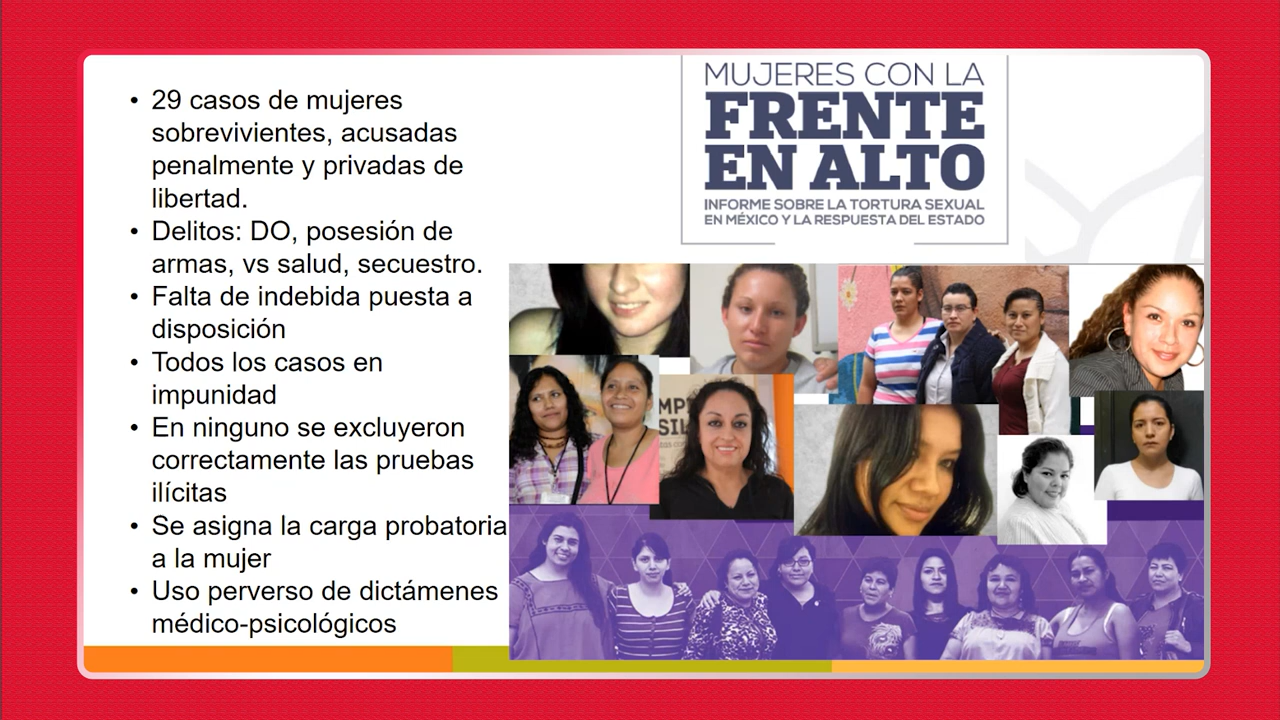 • 29 casos de mujeres
sobrevivientes, acusadas
penalmente y privadas de
libertad.
• Delitos: DO, posesión de
armas, vs salud, secuestro.
• Falta de indebida puesta a
disposición
• Todos los casos en
impunidad
• En ninguno se excluyeron
correctamente las pruebas
ilícitas
• Se asigna la carga probatoria
a la mujer
• Uso perverso de dictámenes
médico-psicológicos
MUJERES CON LA
FRENTE
EN ALTO
INFORME SOBRE LA TORTURA SEXUAL
EN MÉXICO Y LA RESPUESTA DEL ESTADO